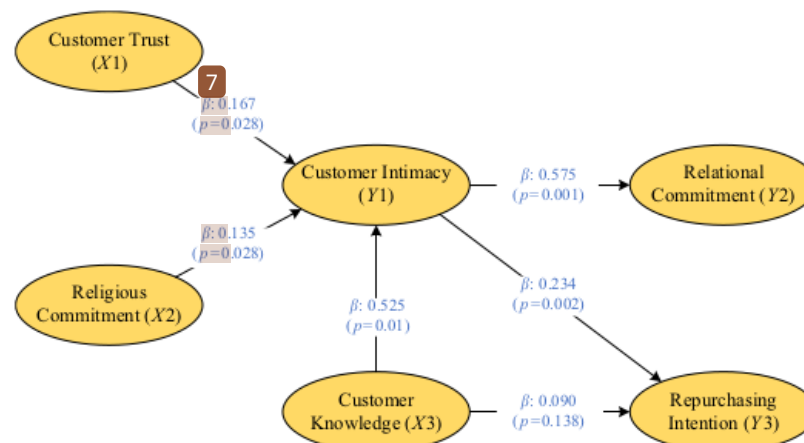 Customer Trust
(X1)
7
β: 0.167
(p=0.028)
Customer Intimacy
(Y1)
β: 0.575
(p=0.001)
Relational
Commitment (Y2)
β: 0.135
(p=0.028)
Religious
Commitment (X2)
β: 0.525
(p=0.01)
β: 0.234
(p=0.002)
Customer
Knowledge (X3)
β: 0.090
(p=0.138)
Repurchasing
Intention (Y3)